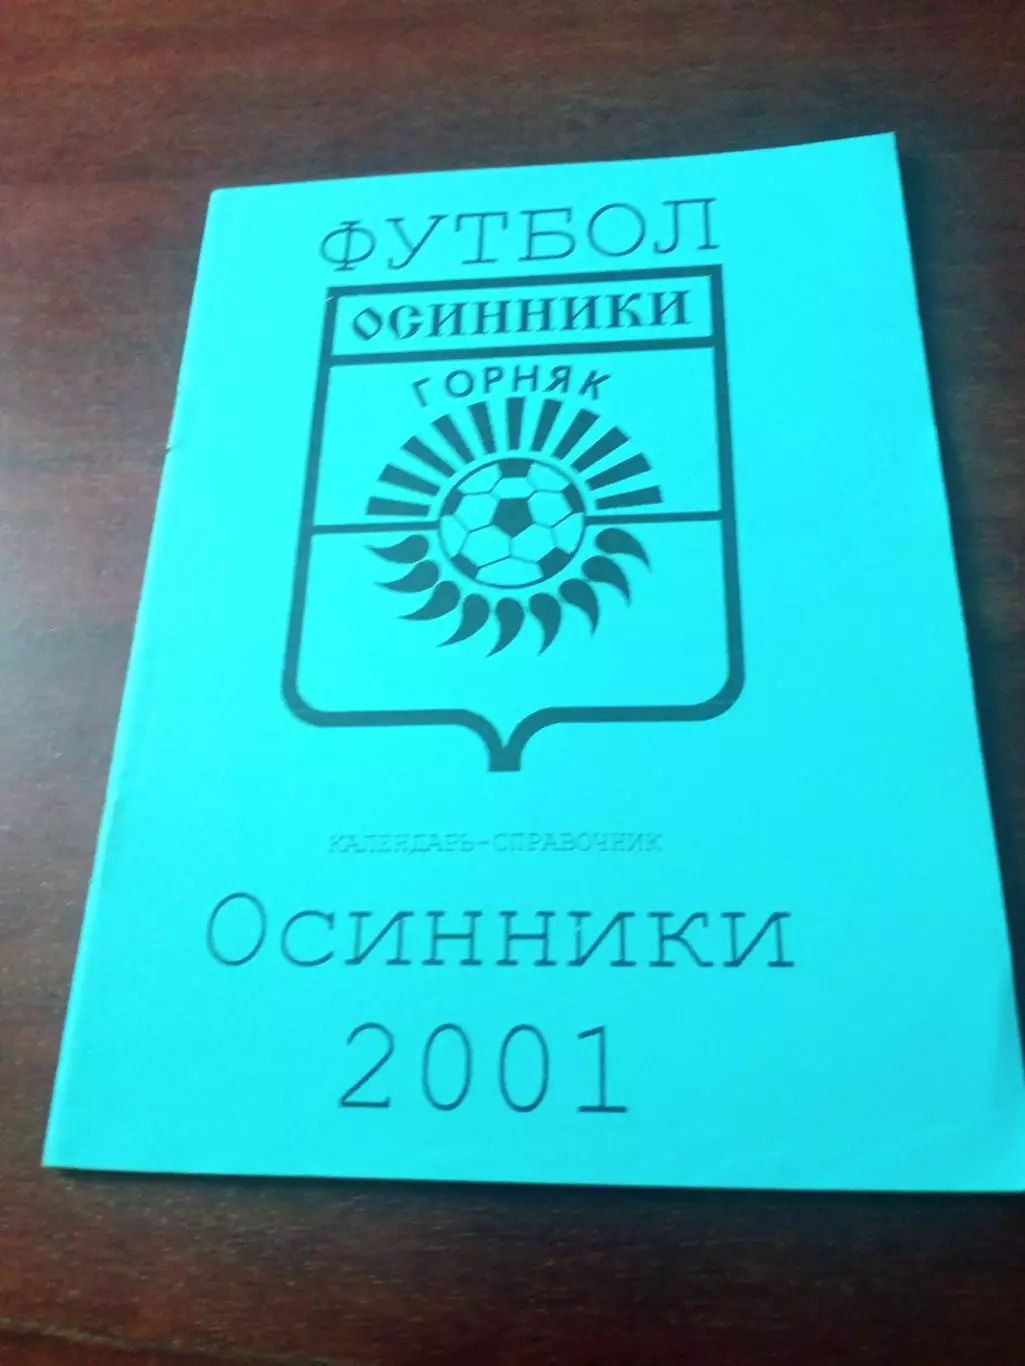 ФУТБОЛ
ОСИННИКИ
ГОРНЯК
КАЛЕНДАРЬ-СПРАВОЧНИК
Осинники
2001